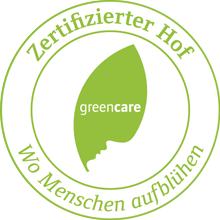 Zertifizierter Hof
greencare
Wo Menschen aufblühen